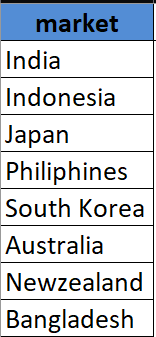 market
India
Indonesia
Japan
Philiphines
South Korea
Australia
Newzealand
Bangladesh